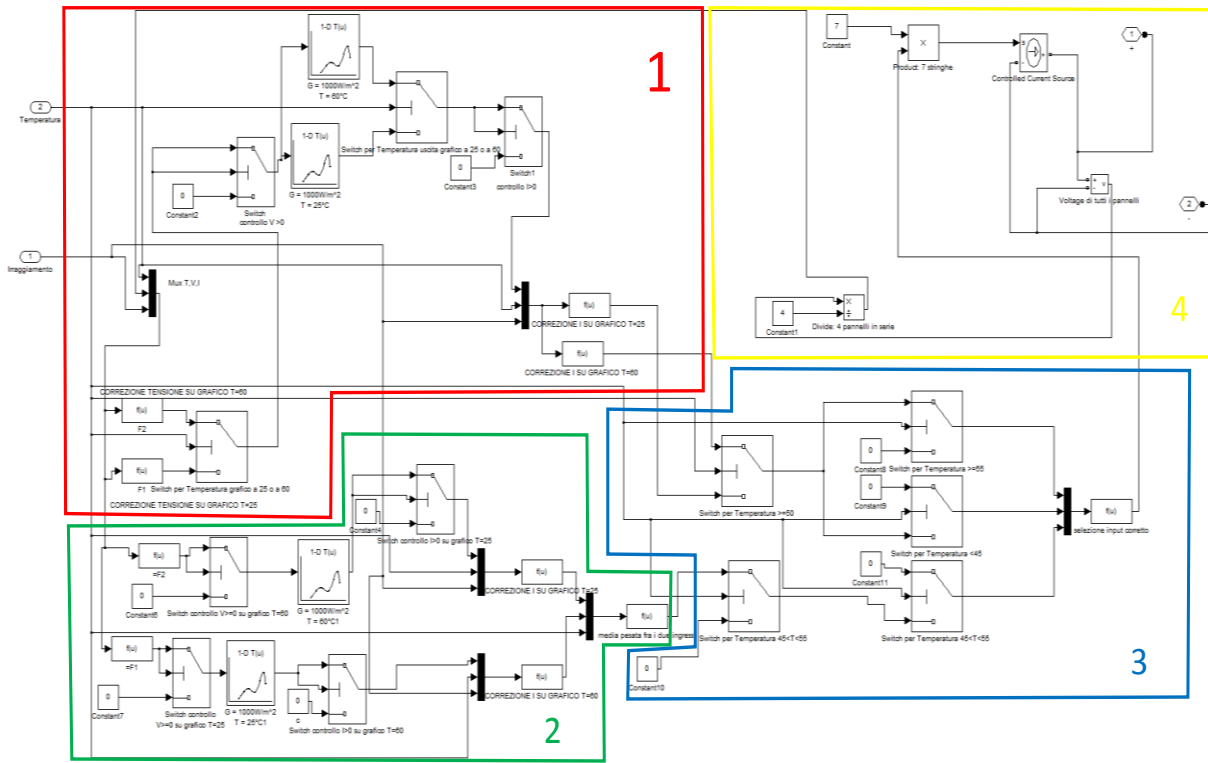 1
1-D T(u)
G = 1000W/m^2
T = 60ºC
2
Temperatura
Switch per Temperatura uscita grafico a 25 o a 60
1-D T(u)
G = 1000W/m^2
T = 25ºC
0
Constant2
Switch
controllo V >0
0
Constant3
Switch1
controllo I>0
1
Irraggiamento
Mux T,V,I
f(u)
CORREZIONE I SU GRAFICO T=25
f(u)
CORREZIONE I SU GRAFICO T=60
CORREZIONE TENSIONE SU GRAFICO T=60
f(u)
F2
f(u)
F1
Switch per Temperatura grafico a 25 o a 60
CORREZIONE TENSIONE SU GRAFICO T=25
7
Constant
X
Product: 7 stringhe
s
+
-
Controlled Current Source
1
+
+
-
v
Voltage di tutti i pannelli
2
-
4
Constant1
X
÷
Divide: 4 pannelli in serie
4
0
Constant4
Switch controllo I>0 su grafico T=25
f(u)
=F2
0
Constant6
Switch controllo V>=0 su grafico T=60
1-D T(u)
G = 1000W/m^2
T = 60ºC1
f(u)
CORREZIONE I SU GRAFICO T=25
f(u)
media pesata fra i due ingressi
f(u)
=F1
0
Constant7
Switch controllo
V>=0 su grafico T=25
1-D T(u)
G = 1000W/m^2
T = 25ºC1
0
c
Switch controllo I>0 su grafico T=60
f(u)
CORREZIONE I SU GRAFICO T=60
2
Switch per Temperatura >=50
0
Constant8
Switch per Temperatura >=65
0
Constant9
Switch per Temperatura <45
0
Constant11
Switch per Temperatura 45<T<55
Switch per Temperatura 45<T<55
0
Constant10
f(u)
selezione input corretto
3